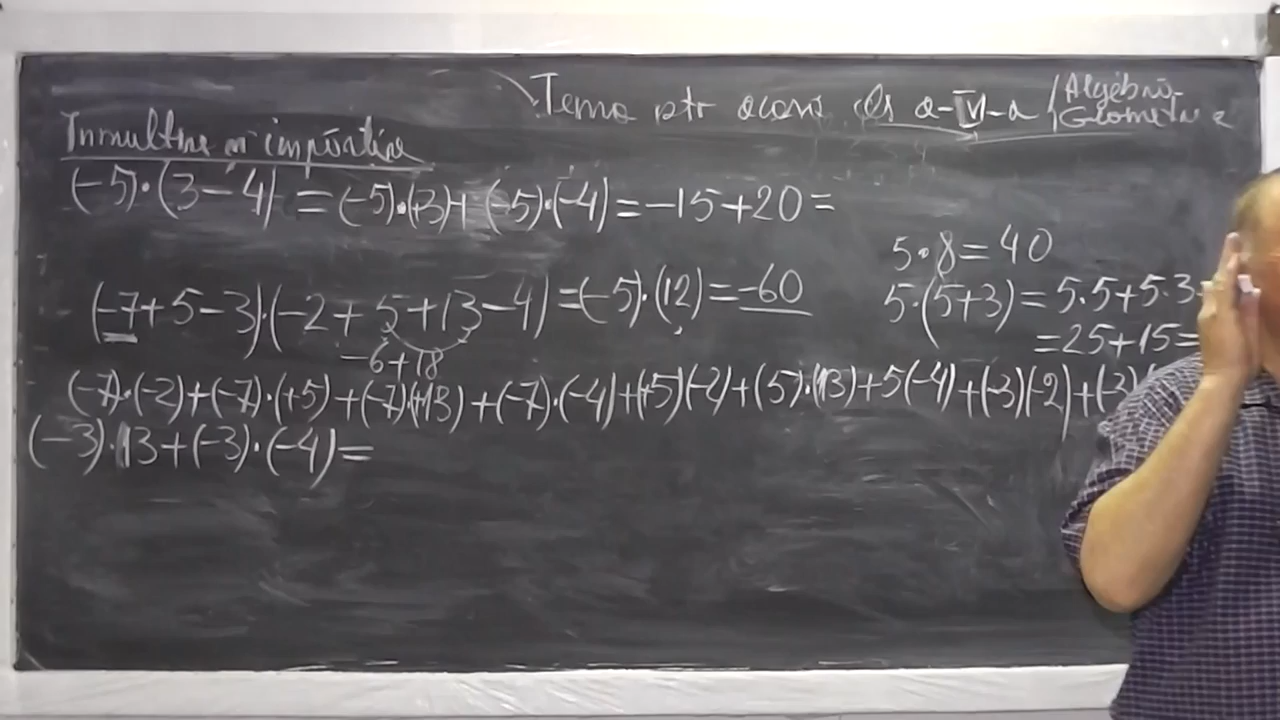 Tema ptr acasă cls a-VI-a / Algebră-
Geometrie
Inmultire si impărtire
(-5)·(3-4) = (-5)·(+3)+(-5)·(-4)=-15+20=
5·8=40
(-7+5-3)·(-2+5+13-4)=(-5)·(12)=-60
5·(5+3)=5·5+5·3
=25+15=
-6+18
(-7)·(-2)+(-7)·(+5)+(-7)(+13)+(-7)·(-4)+(+5)(-2)+(5)·(13)+5(-4)+(-3)(-2)+(-3)(
(-3)·13+(-3)·(-4)=